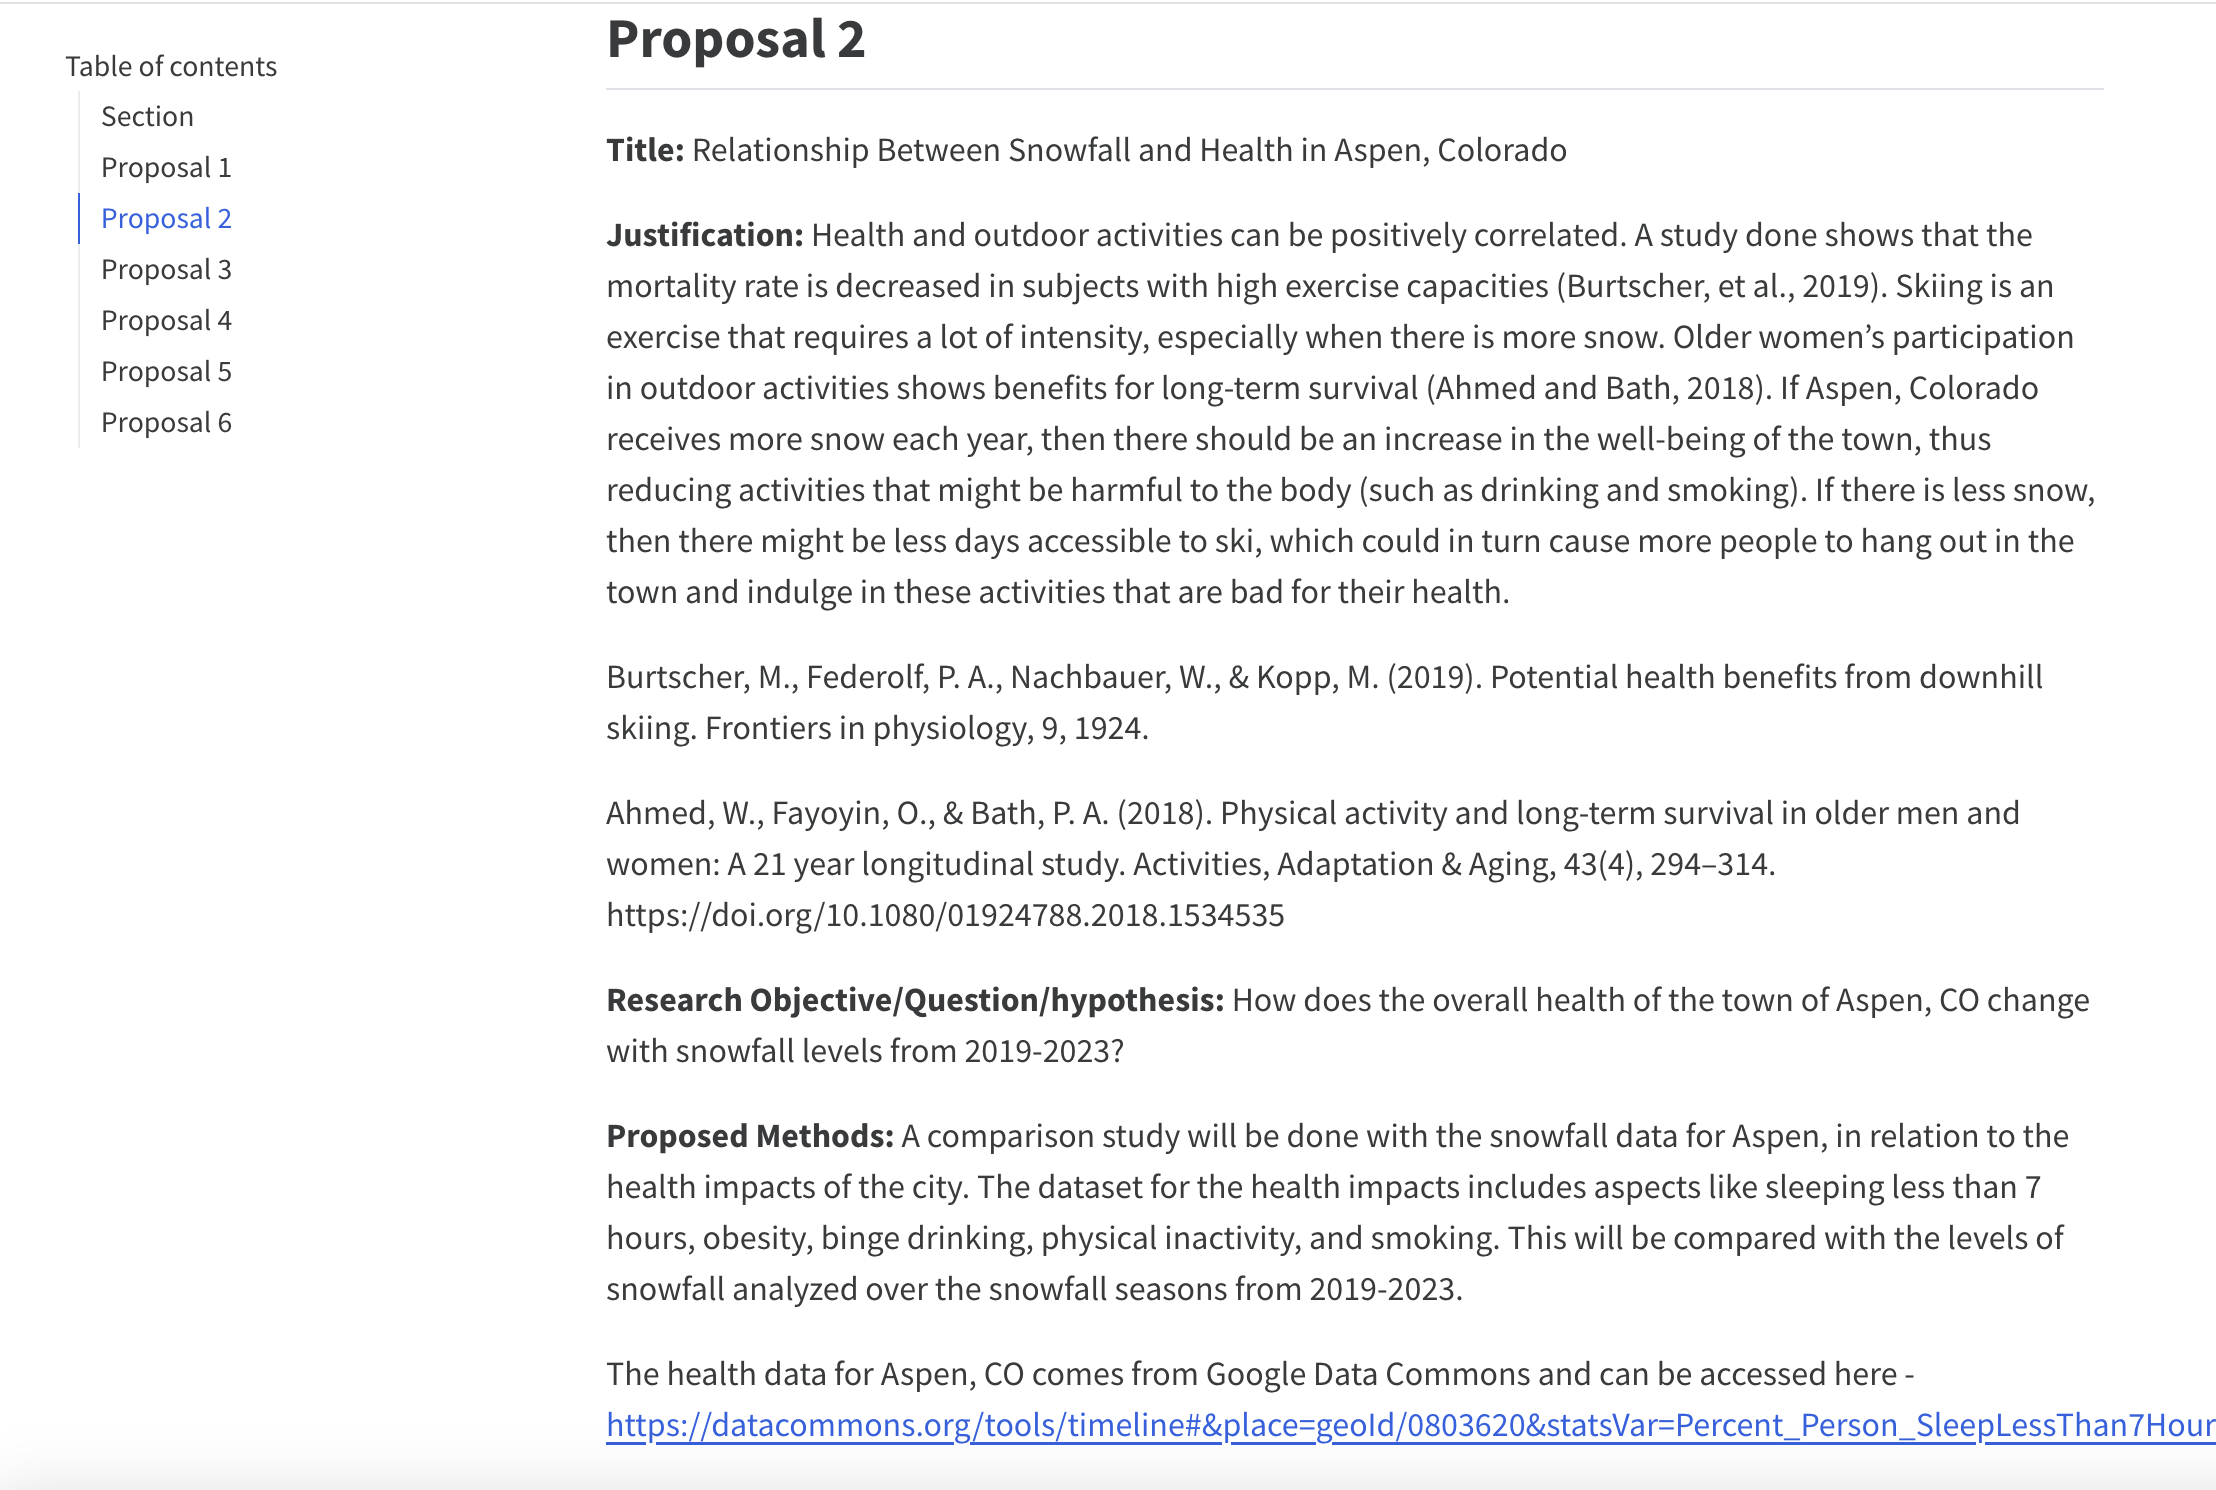 Table of contents
Section
Proposal 1
Proposal 2
Proposal 3
Proposal 4
Proposal 5
Proposal 6
Proposal 2
Title: Relationship Between Snowfall and Health in Aspen, Colorado
Justification: Health and outdoor activities can be positively correlated. A study done shows that the
mortality rate is decreased in subjects with high exercise capacities (Burtscher, et al., 2019). Skiing is an
exercise that requires a lot of intensity, especially when there is more snow. Older women’s participation
in outdoor activities shows benefits for long-term survival (Ahmed and Bath, 2018). If Aspen, Colorado
receives more snow each year, then there should be an increase in the well-being of the town, thus
reducing activities that might be harmful to the body (such as drinking and smoking). If there is less snow,
then there might be less days accessible to ski, which could in turn cause more people to hang out in the
town and indulge in these activities that are bad for their health.
Burtscher, M., Federolf, P. A., Nachbauer, W., & Kopp, M. (2019). Potential health benefits from downhill
skiing. Frontiers in physiology, 9, 1924.
Ahmed, W., Fayoyin, O., & Bath, P. A. (2018). Physical activity and long-term survival in older men and
women: A 21 year longitudinal study. Activities, Adaptation & Aging, 43(4), 294–314.
https://doi.org/10.1080/01924788.2018.1534535
Research Objective/Question/hypothesis: How does the overall health of the town of Aspen, CO change
with snowfall levels from 2019-2023?
Proposed Methods: A comparison study will be done with the snowfall data for Aspen, in relation to the
health impacts of the city. The dataset for the health impacts includes aspects like sleeping less than 7
hours, obesity, binge drinking, physical inactivity, and smoking. This will be compared with the levels of
snowfall analyzed over the snowfall seasons from 2019-2023.
The health data for Aspen, CO comes from Google Data Commons and can be accessed here -
https://datacommons.org/tools/timeline#&place=geoId/0803620&statsVar=Percent_Person_SleepLessThan7Hour